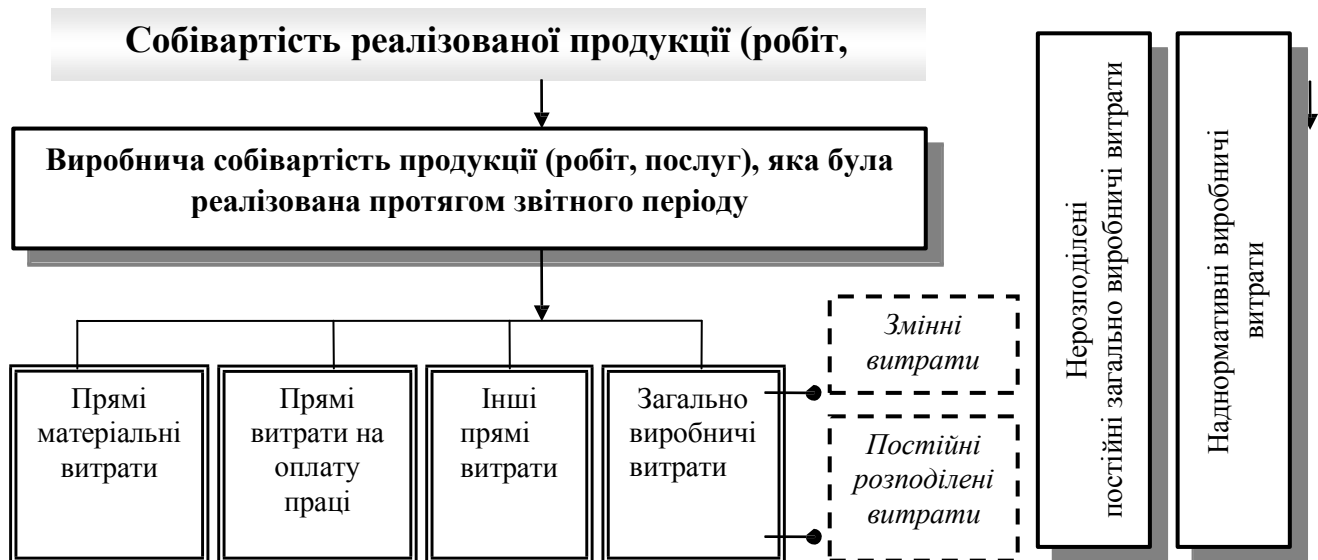 Собівартість реалізованої продукції (робіт,
Виробнича собівартість продукції (робіт, послуг), яка була
реалізована протягом звітного періоду
Прямі
матеріальні
витрати
Прямі
витрати на
оплату
праці
Інші
прямі
витрати
Загально
виробничі
витрати
Змінні
витрати
Постійні
розподілені
витрати
Нерозподілені
постійні загально виробничі витрати
Наднормативні виробничі
витрати